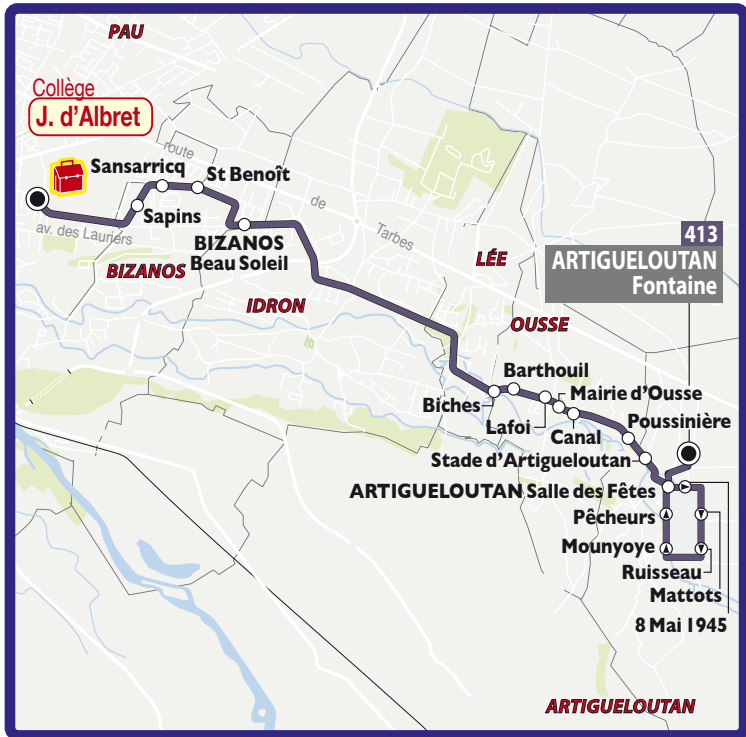 PAU
Collège
J. d'Albret
route
Sansarricq
St Benoît
de
Sapins
Tarbes
av. des Lauriers
BIZANOS
Beau Soleil
BIZANOS
413
ARTIGUELOUTAN
Fontaine
LÉE
IDRON
OUSSE
Barthouil
Mairie d'Ousse
Biches
Poussinière
Lafoi
Canal
Stade d'Artigueloutan
ARTIGUELOUTAN Salle des Fêtes
Pêcheurs
Mounyoye
Ruisseau
Mattots
8 Mai 1945
ARTIGUELOUTAN